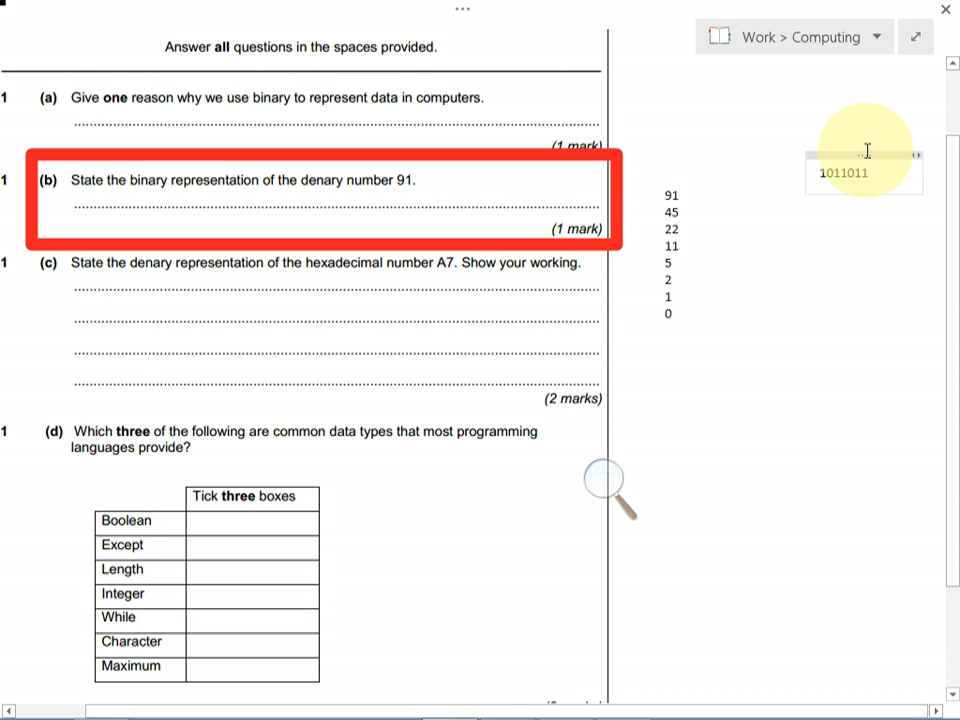 Work > Computing
Answer all questions in the spaces provided.
1 (a) Give one reason why we use binary to represent data in computers.
(1 mark)
1 (b) State the binary representation of the denary number 91.
(1 mark)
1 (c) State the denary representation of the hexadecimal number A7. Show your working.
(2 marks)
1 (d) Which three of the following are common data types that most programming
languages provide?
Tick three boxes
Boolean
Except
Length
Integer
While
Character
Maximum
91
45
22
11
5
2
1
0
1011011